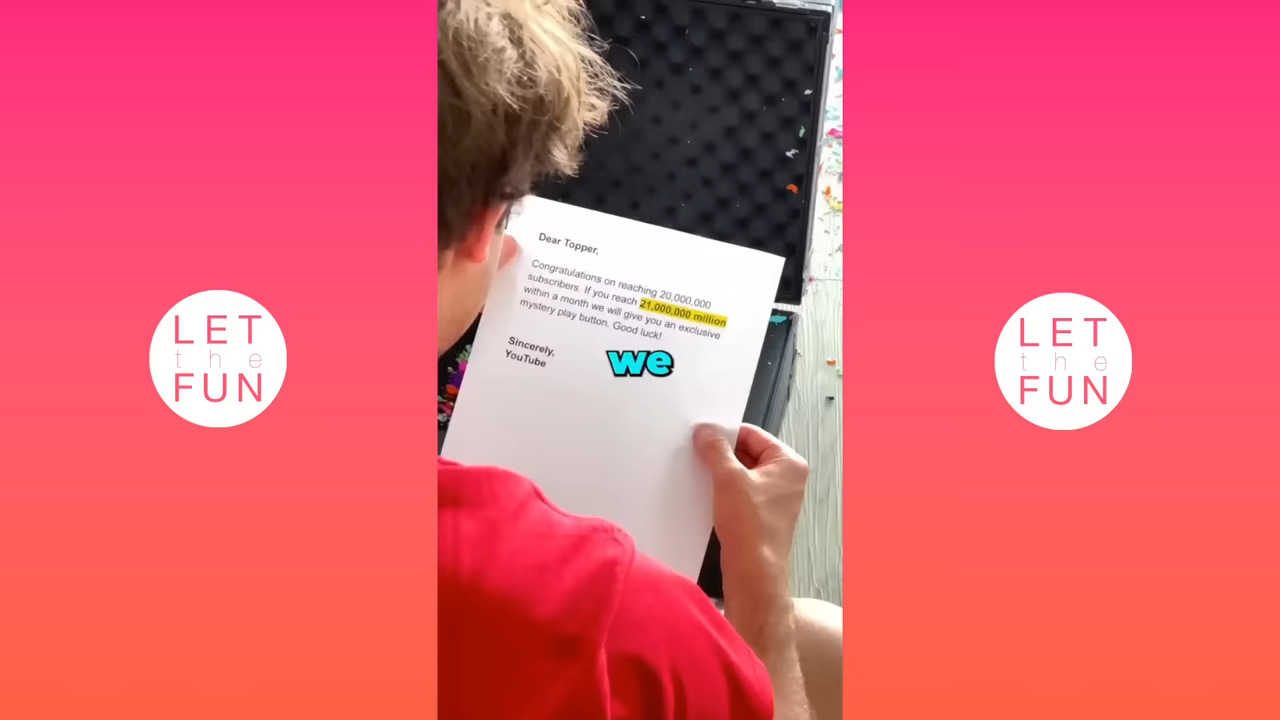 LET
the
FUN
Dear Topper,
Congratulations on reaching 20,000,000
subscribers. If you reach 21,000,000 million
within a month we will give you an exclusive
mystery play button. Good luck!
Sincerely,
YouTube
we
LET
the
FUN